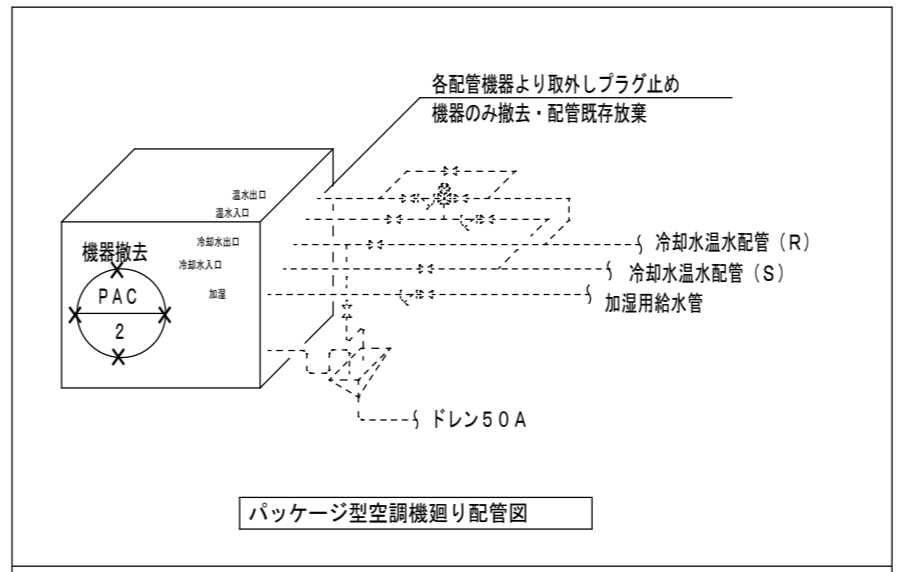 各配管機器より取外しプラグ止め
機器のみ撤去・配管既存放棄
温水出口
温水入口
冷却水出口
冷却水入口
加湿
機器撤去
PAC
2
冷却水温水配管(R)
冷却水温水配管(S)
加湿用給水管
ドレン50A
パッケージ型空調機廻り配管図